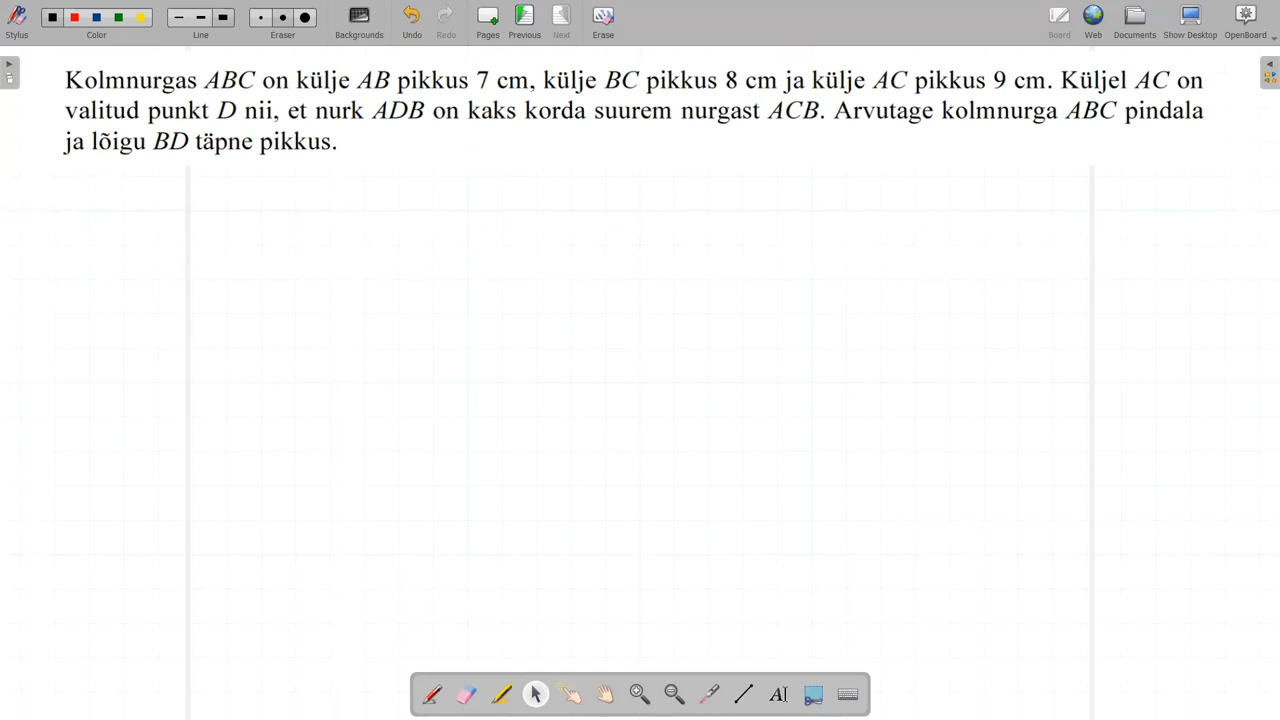 Stylus Color Line Eraser Backgrounds Undo Redo Pages Previous Next Erase Board Web Documents Show Desktop OpenBoard
Kolmnurgas ABC on külje AB pikkus 7 cm, külje BC pikkus 8 cm ja külje AC pikkus 9 cm. Küljel AC on
valitud punkt D nii, et nurk ADB on kaks korda suurem nurgast ACB. Arvutage kolmnurga ABC pindala
ja lõigu BD täpne pikkus.